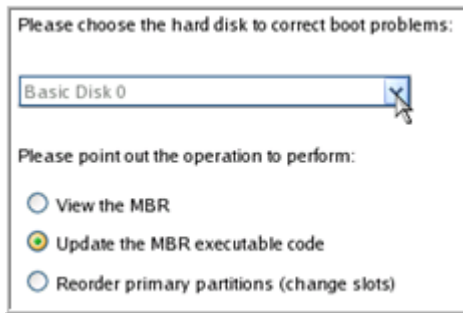 Please choose the hard disk to correct boot problems:
Basic Disk 0
Please point out the operation to perform:
View the MBR
Update the MBR executable code
Reorder primary partitions (change slots)